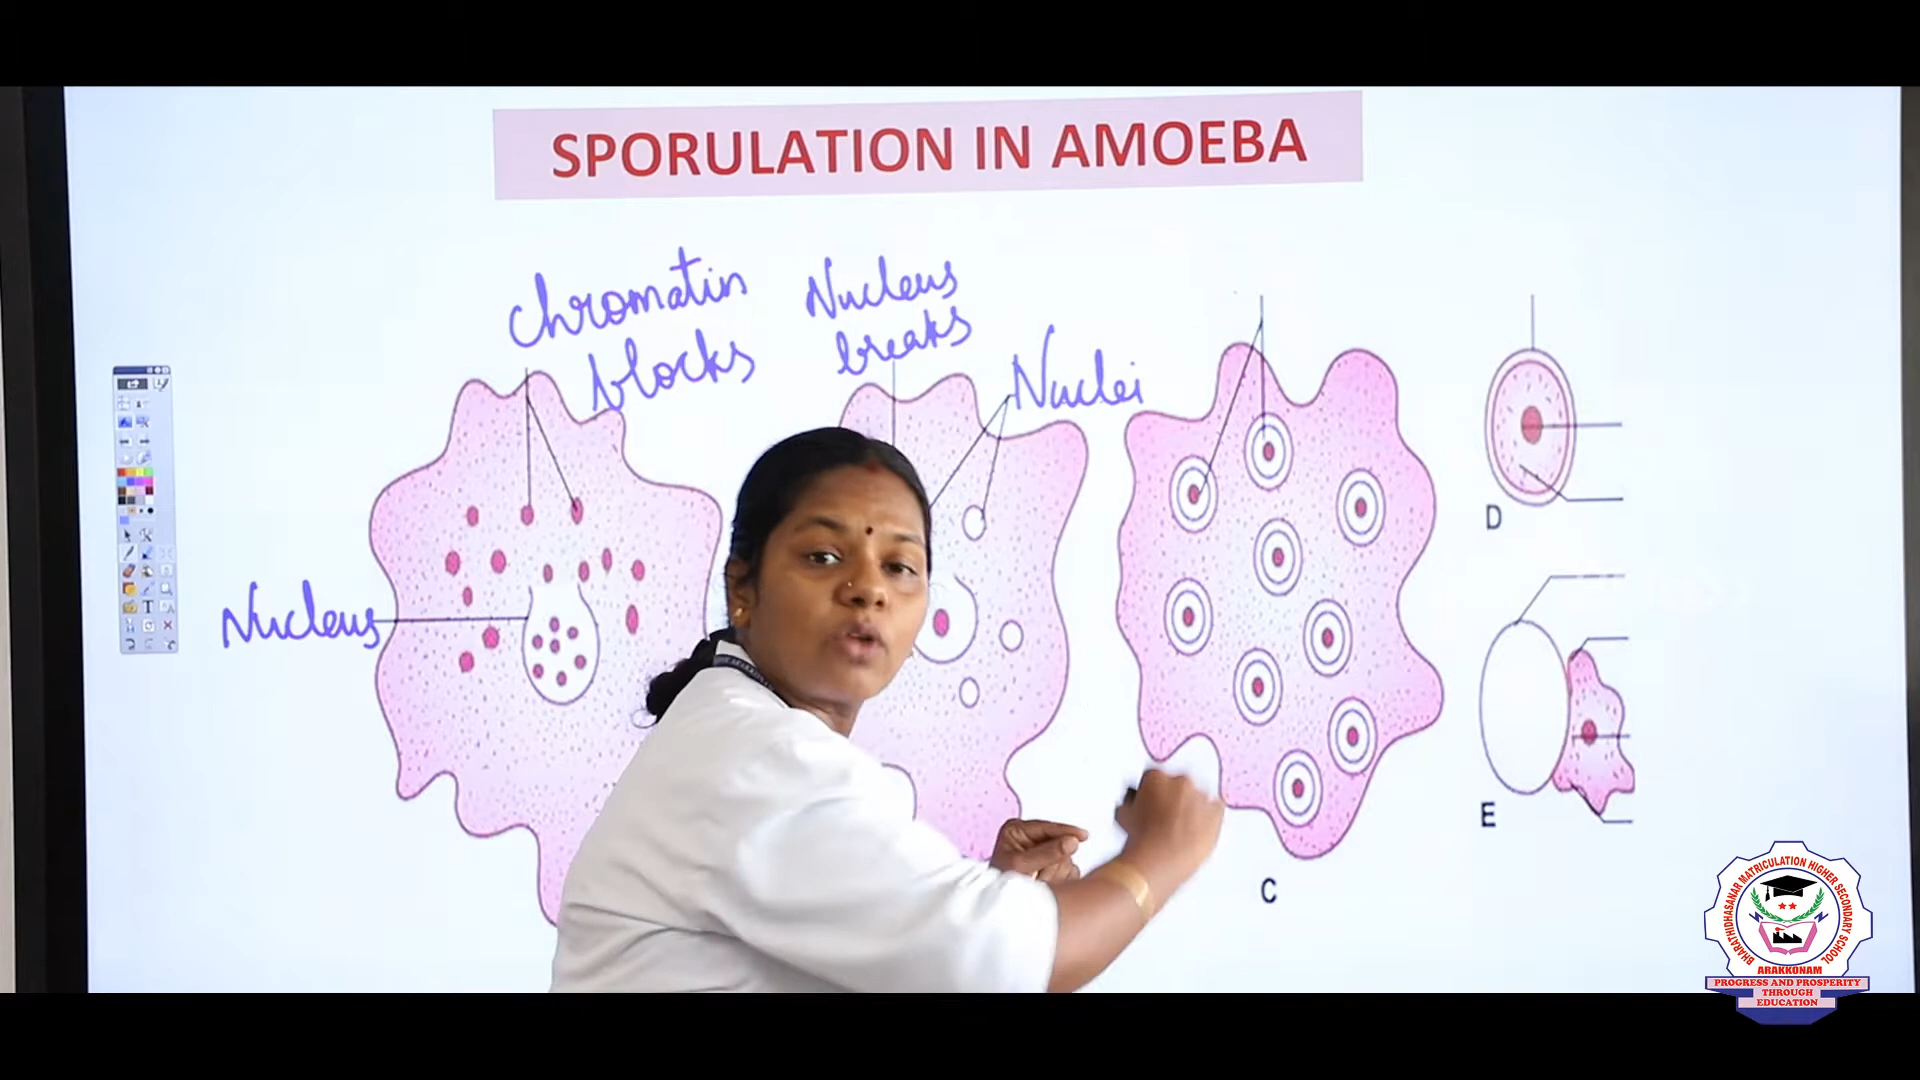 SPORULATION IN AMOEBA
chromatin
blocks
Nucleus
breaks
Nuclei
Nucleus
C
D
E
BHARATHIDHASANAR MATRICULATION HIGHER SECONDARY SCHOOL
ARAKKONAM
PROGRESS AND PROSPERITY
THROUGH
EDUCATION